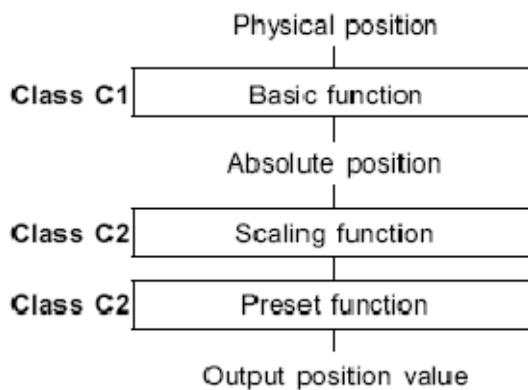 Physical position
Class C1 Basic function
Absolute position
Class C2 Scaling function
Class C2 Preset function
Output position value